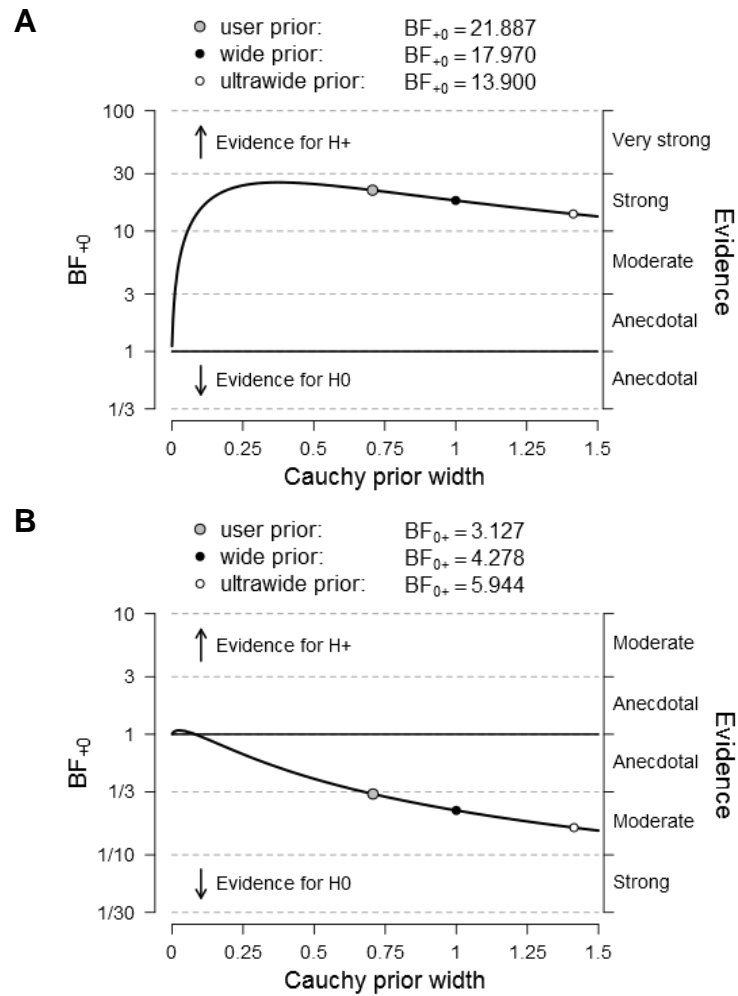 A
user prior: BF+0 = 21.887
wide prior: BF+0 = 17.970
ultrawide prior: BF+0 = 13.900
100
30
10
3
1
1/3
BF+0
Evidence for H+
Evidence for H0
Very strong
Strong
Moderate
Anecdotal
Anecdotal
Evidence
0 0.25 0.5 0.75 1 1.25 1.5
Cauchy prior width
B
user prior: BF0+ = 3.127
wide prior: BF0+ = 4.278
ultrawide prior: BF0+ = 5.944
10
3
1
1/3
1/10
1/30
BF+0
Evidence for H+
Evidence for H0
Moderate
Anecdotal
Anecdotal
Moderate
Strong
Evidence
0 0.25 0.5 0.75 1 1.25 1.5
Cauchy prior width